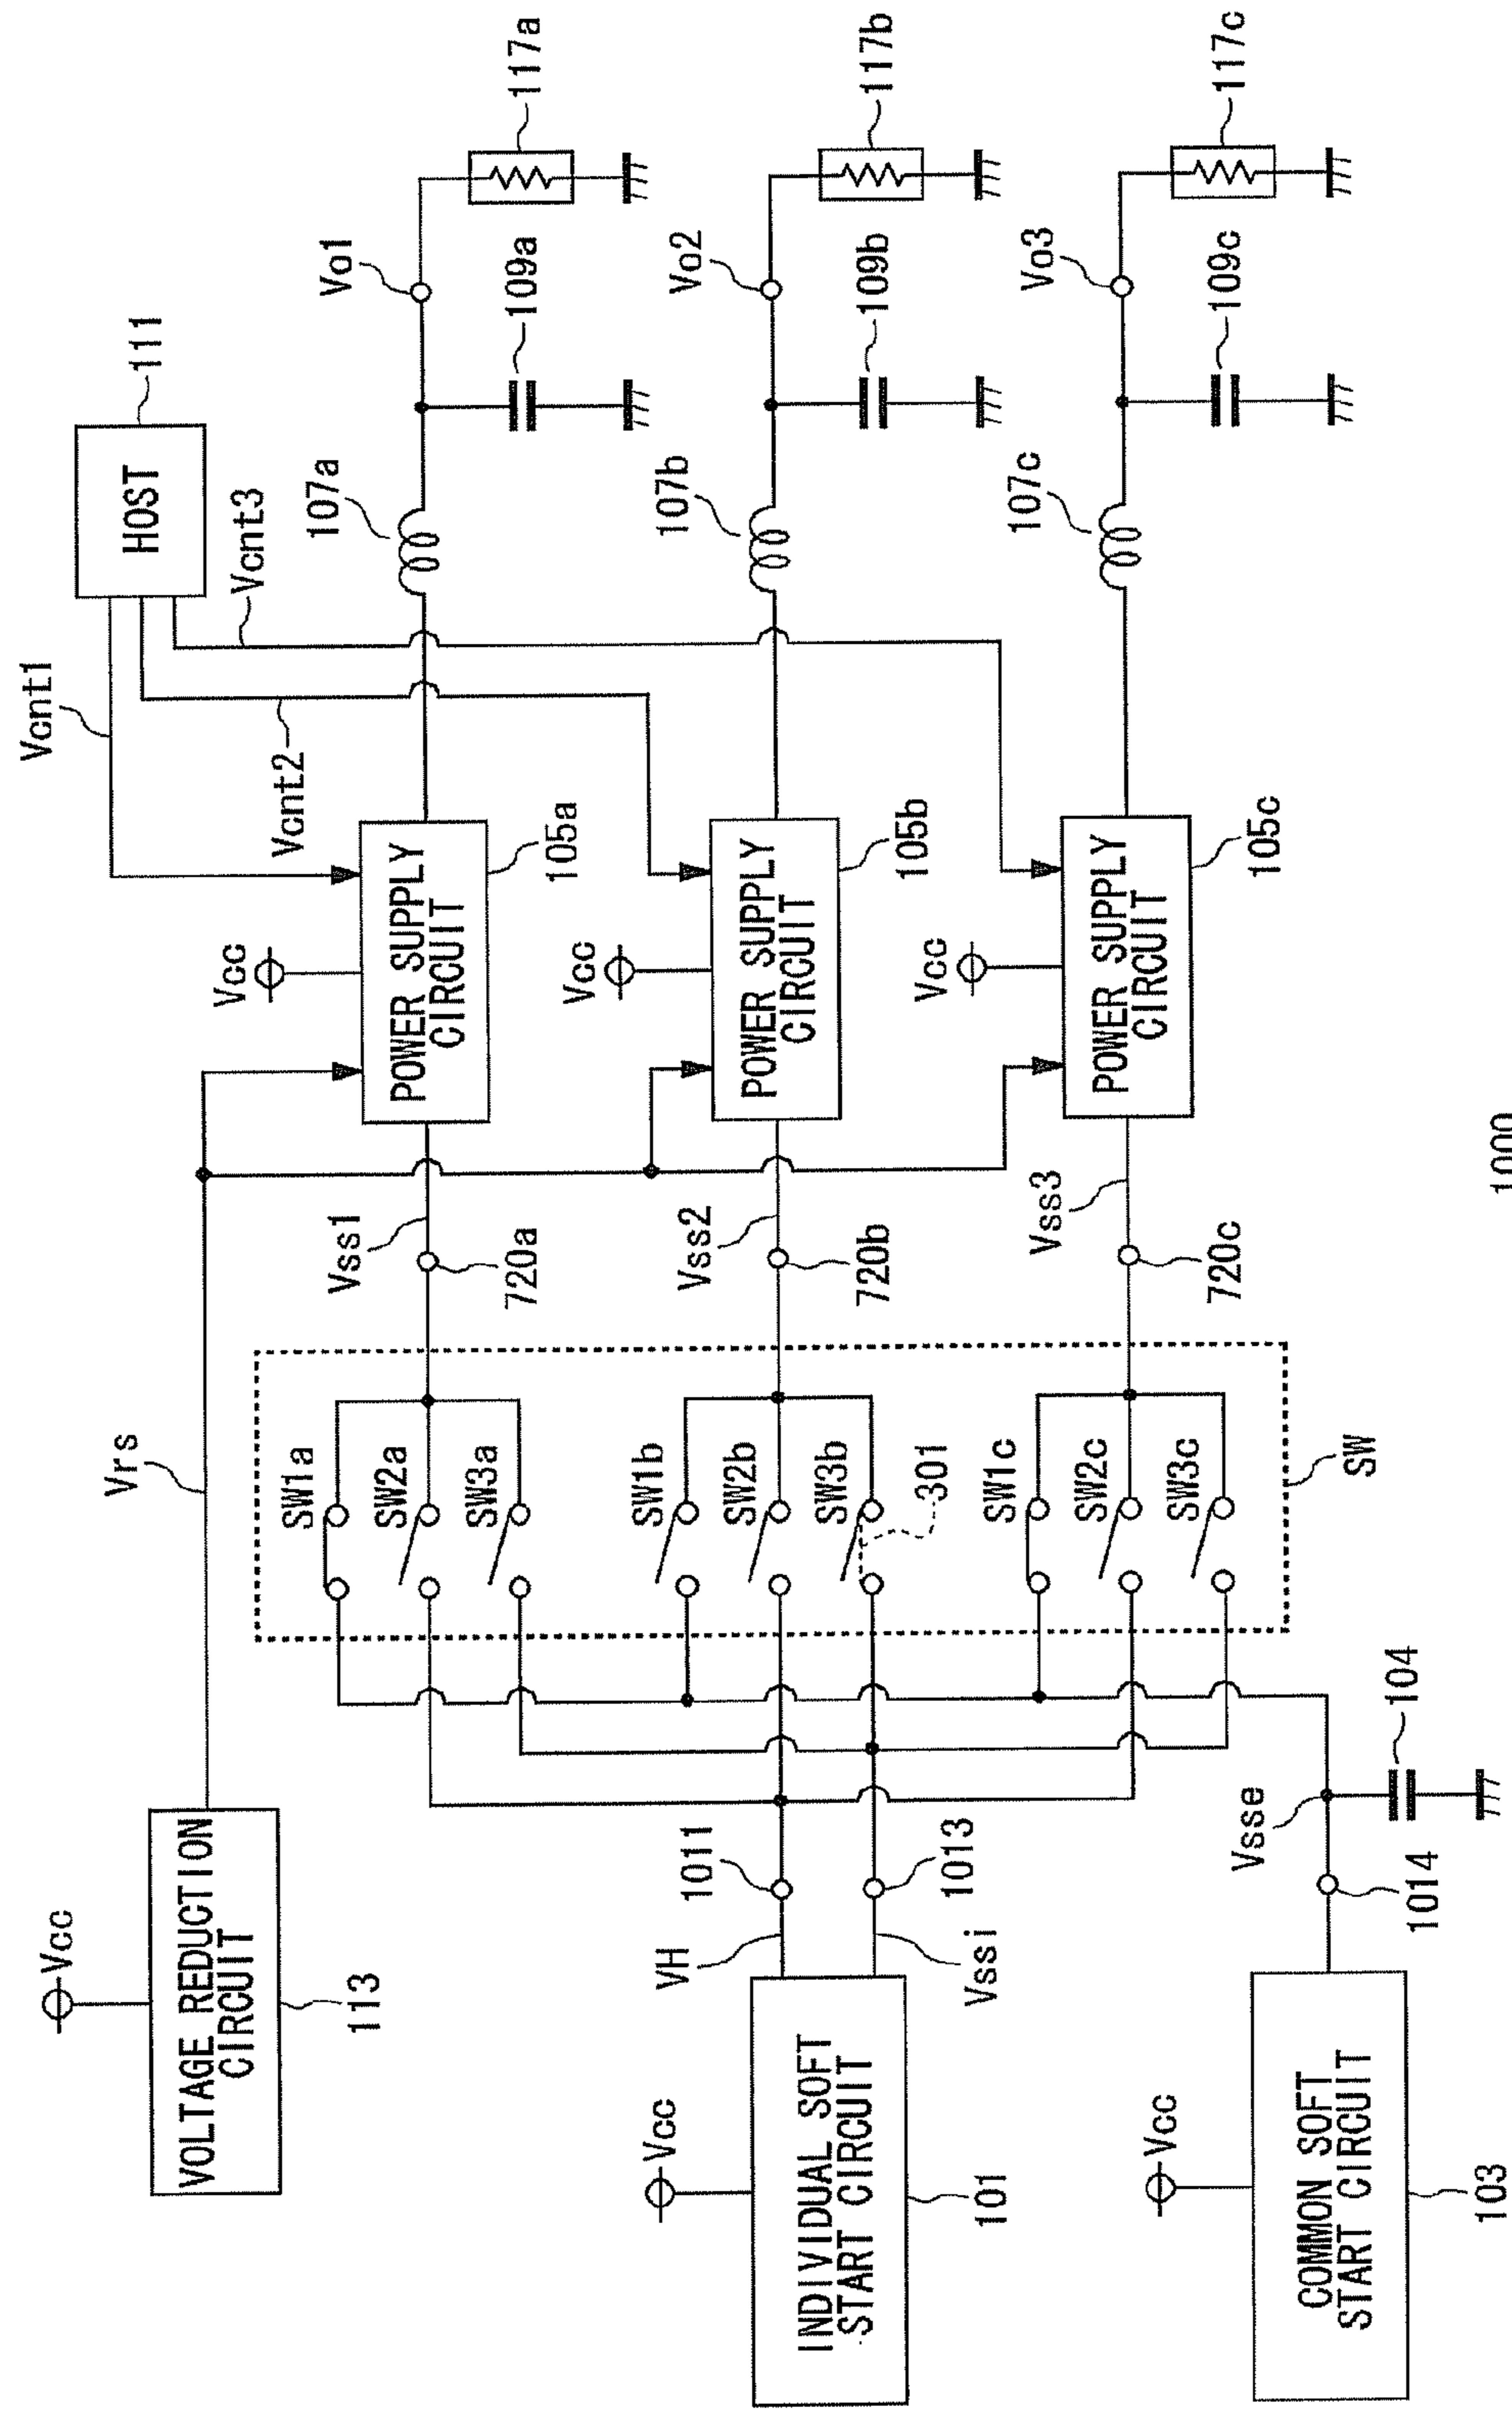 Vcc
VOLTAGE REDUCTION
CIRCUIT
113
Vrs
Vcnt1
HOST
111
Vcnt2
Vcnt3
Vcc
POWER SUPPLY
CIRCUIT
105a
107a
Vo1
109a
117a
SW1a
SW2a
SW3a
Vss1
720a
Vcc
INDIVIDUAL SOFT
START CIRCUIT
101
VH
1011
Vssi
1013
SW1b
SW2b
SW3b
301
Vss2
720b
Vcc
POWER SUPPLY
CIRCUIT
105b
107b
Vo2
109b
117b
Vcc
COMMON SOFT
START CIRCUIT
103
1014
Vsse
104
SW1c
SW2c
SW3c
SW
Vss3
720c
Vcc
POWER SUPPLY
CIRCUIT
105c
107c
Vo3
109c
117c
1000